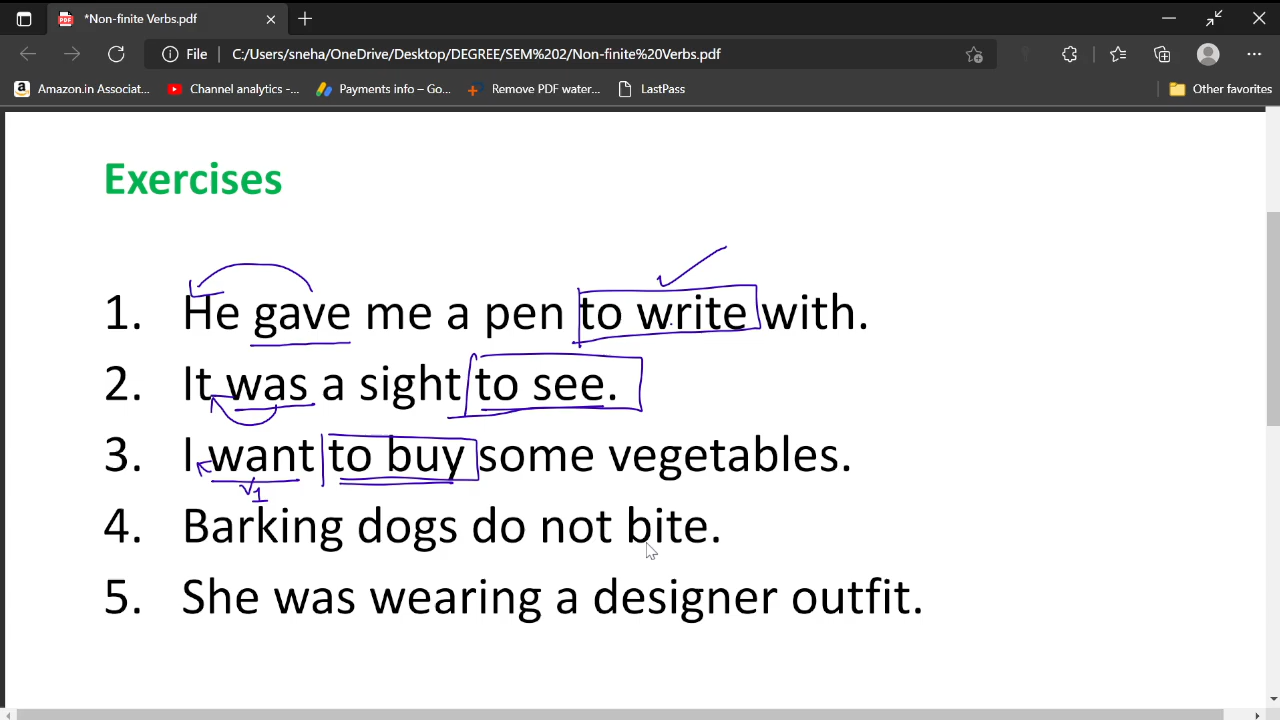 *Non-finite Verbs.pdf
File C:/Users/sneha/OneDrive/Desktop/DEGREE/SEM%202/Non-finite%20Verbs.pdf
Amazon.in Associat... Channel analytics -... Payments info – Go... Remove PDF water... LastPass Other favorites
Exercises
1. He gave me a pen to write with.
2. It was a sight to see.
3. I want to buy some vegetables.
V1
4. Barking dogs do not bite.
5. She was wearing a designer outfit.